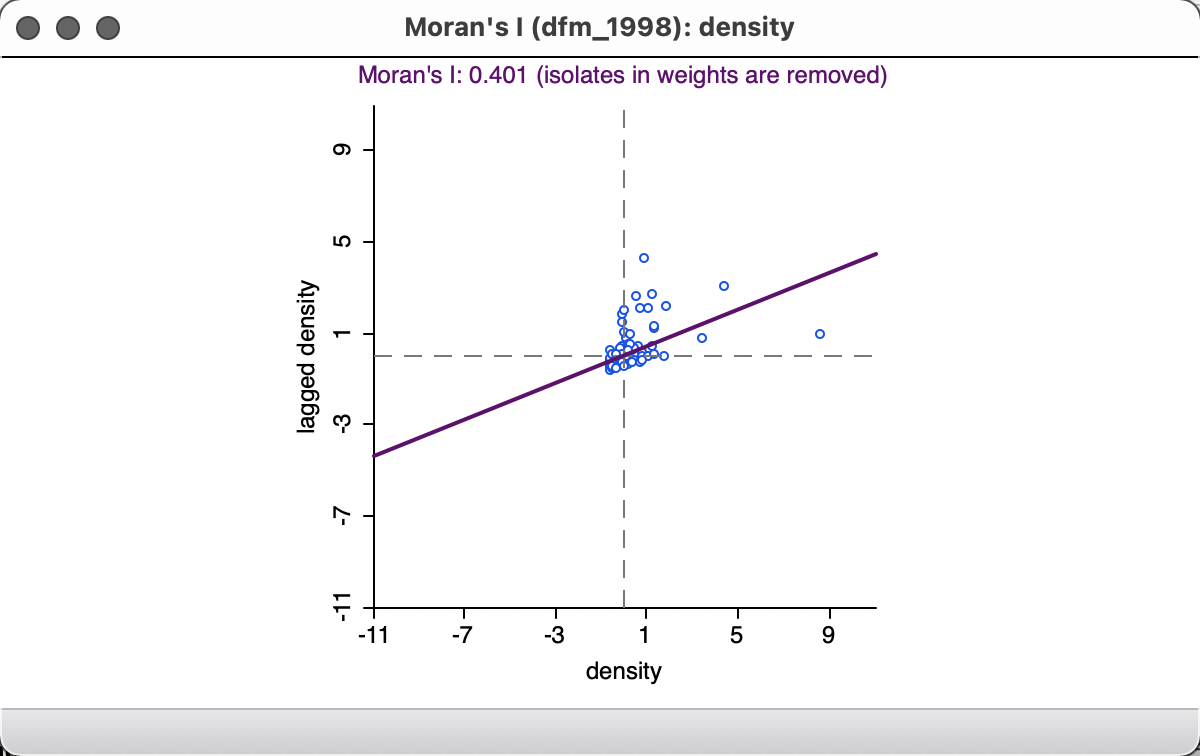 Moran's I (dfm_1998): density
Moran's I: 0.401 (isolates in weights are removed)
9
5
1
-3
-7
-11
lagged density
-11 -7 -3 1 5 9
density